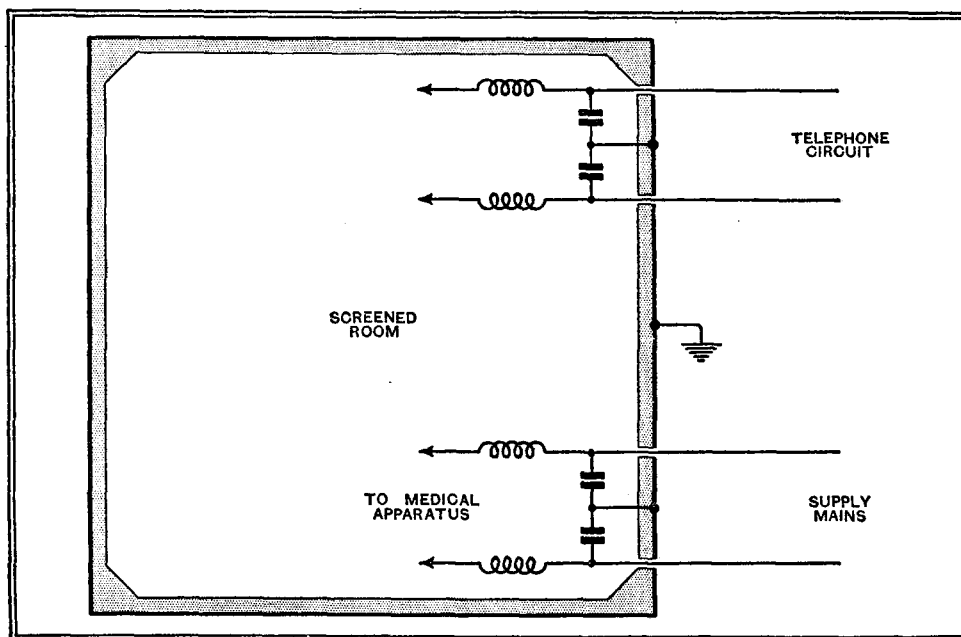 TELEPHONE
CIRCUIT
SCREENED
ROOM
TO MEDICAL
APPARATUS
SUPPLY
MAINS